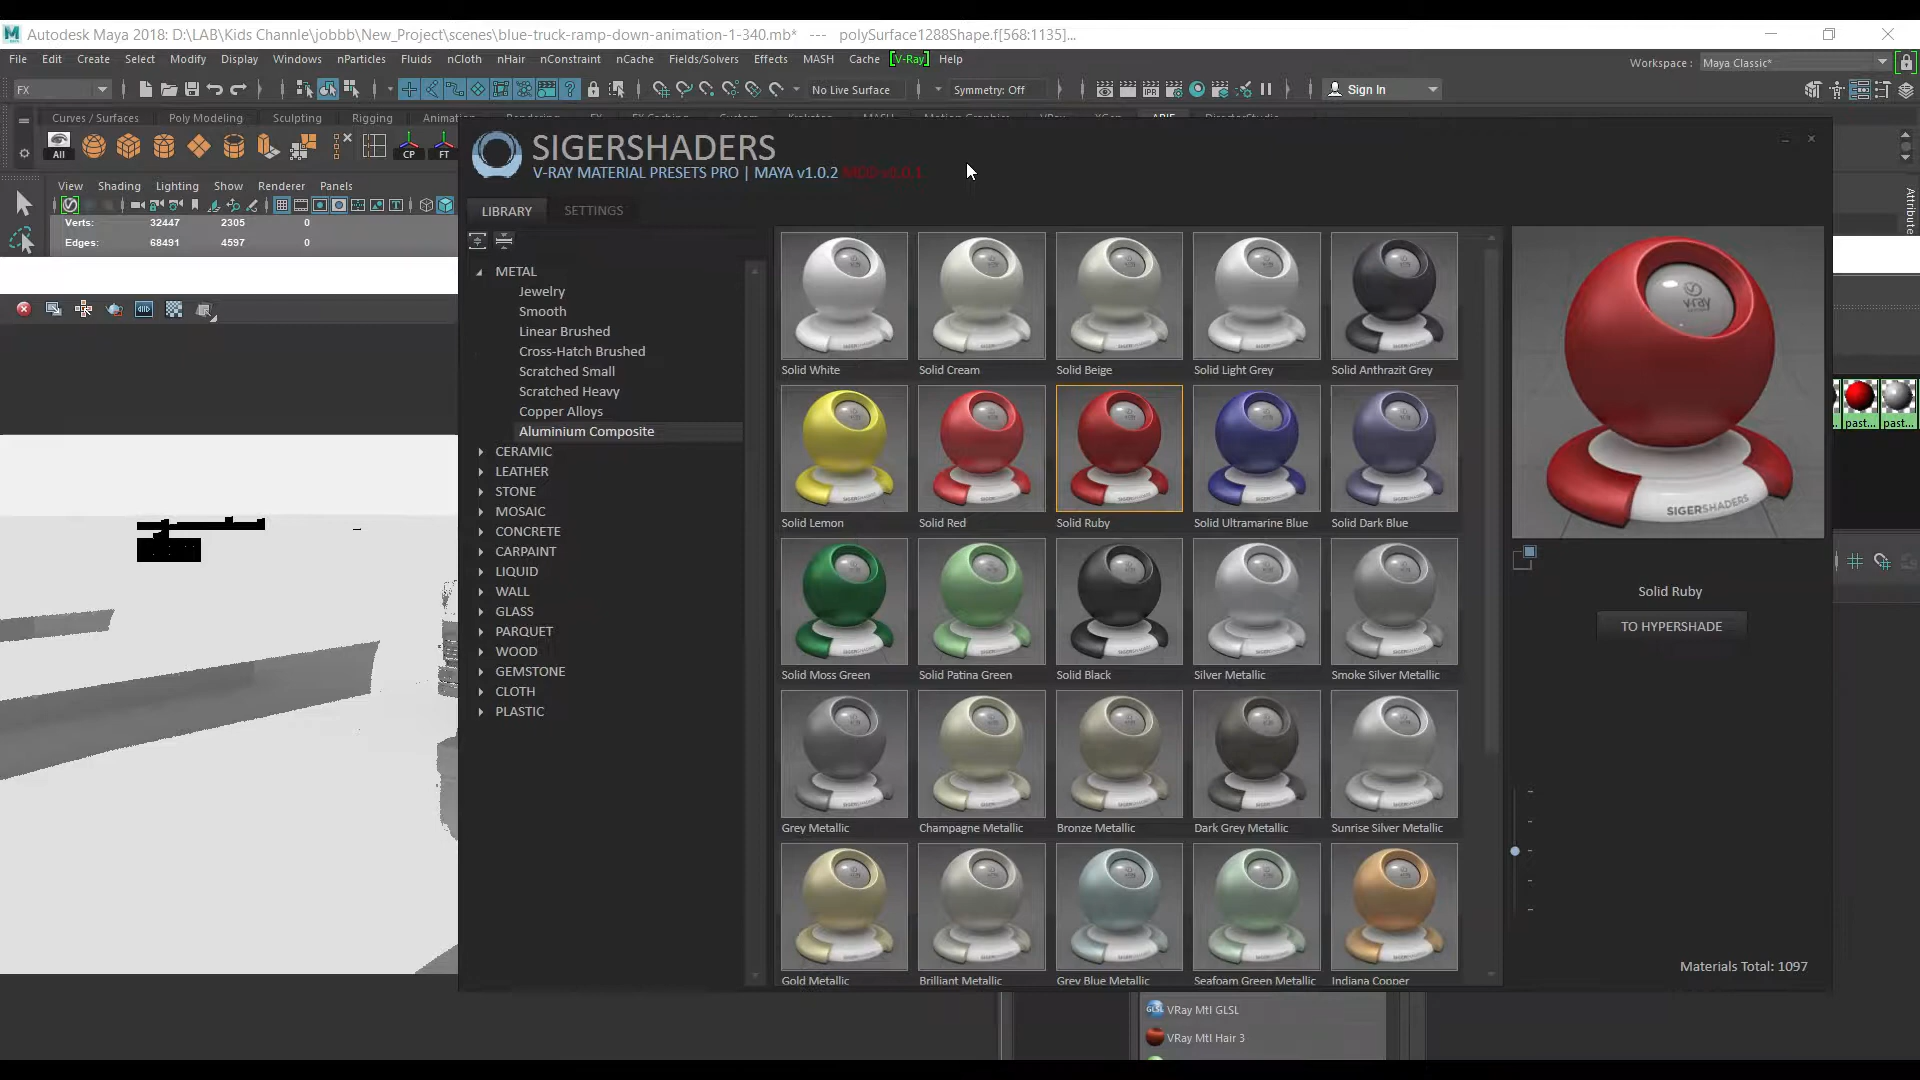 Autodesk Maya 2018: D:\LAB\Kids Channle\jobbb\New_Project\scenes\blue-truck-ramp-down-animation-1-340.mb* --- polySurface1288Shape.f[568:1135]...
File Edit Create Select Modify Display Windows nParticles Fluids nCloth nHair nConstraint nCache Fields/Solvers Effects MASH Cache [V-Ray] Help
Workspace : Maya Classic*
FX No Live Surface Symmetry: Off IPR Sign In
Curves / Surfaces Poly Modeling Sculpting Rigging
All CP FT
SIGERSHADERS
V-RAY MATERIAL PRESETS PRO | MAYA v1.0.2
View Shading Lighting Show Renderer Panels
Verts: 32447 2305 0
Edges: 68491 4597 0
Attribute
LIBRARY SETTINGS
METAL
Jewelry
Smooth
Linear Brushed
Cross-Hatch Brushed
Scratched Small
Scratched Heavy
Copper Alloys
Aluminium Composite
CERAMIC
LEATHER
STONE
MOSAIC
CONCRETE
CARPAINT
LIQUID
WALL
GLASS
PARQUET
WOOD
GEMSTONE
CLOTH
PLASTIC
Solid White Solid Cream Solid Beige Solid Light Grey Solid Anthrazit Grey
Solid Lemon Solid Red Solid Ruby Solid Ultramarine Blue Solid Dark Blue
Solid Moss Green Solid Patina Green Solid Black Silver Metallic Smoke Silver Metallic
Grey Metallic Champagne Metallic Bronze Metallic Dark Grey Metallic Sunrise Silver Metallic
Gold Metallic Brilliant Metallic Grey Blue Metallic Seafoam Green Metallic Indiana Copper
v-ray
SIGERSHADERS
past... past...
Solid Ruby
TO HYPERSHADE
Materials Total: 1097
GLSL VRay Mtl GLSL
VRay Mtl Hair 3